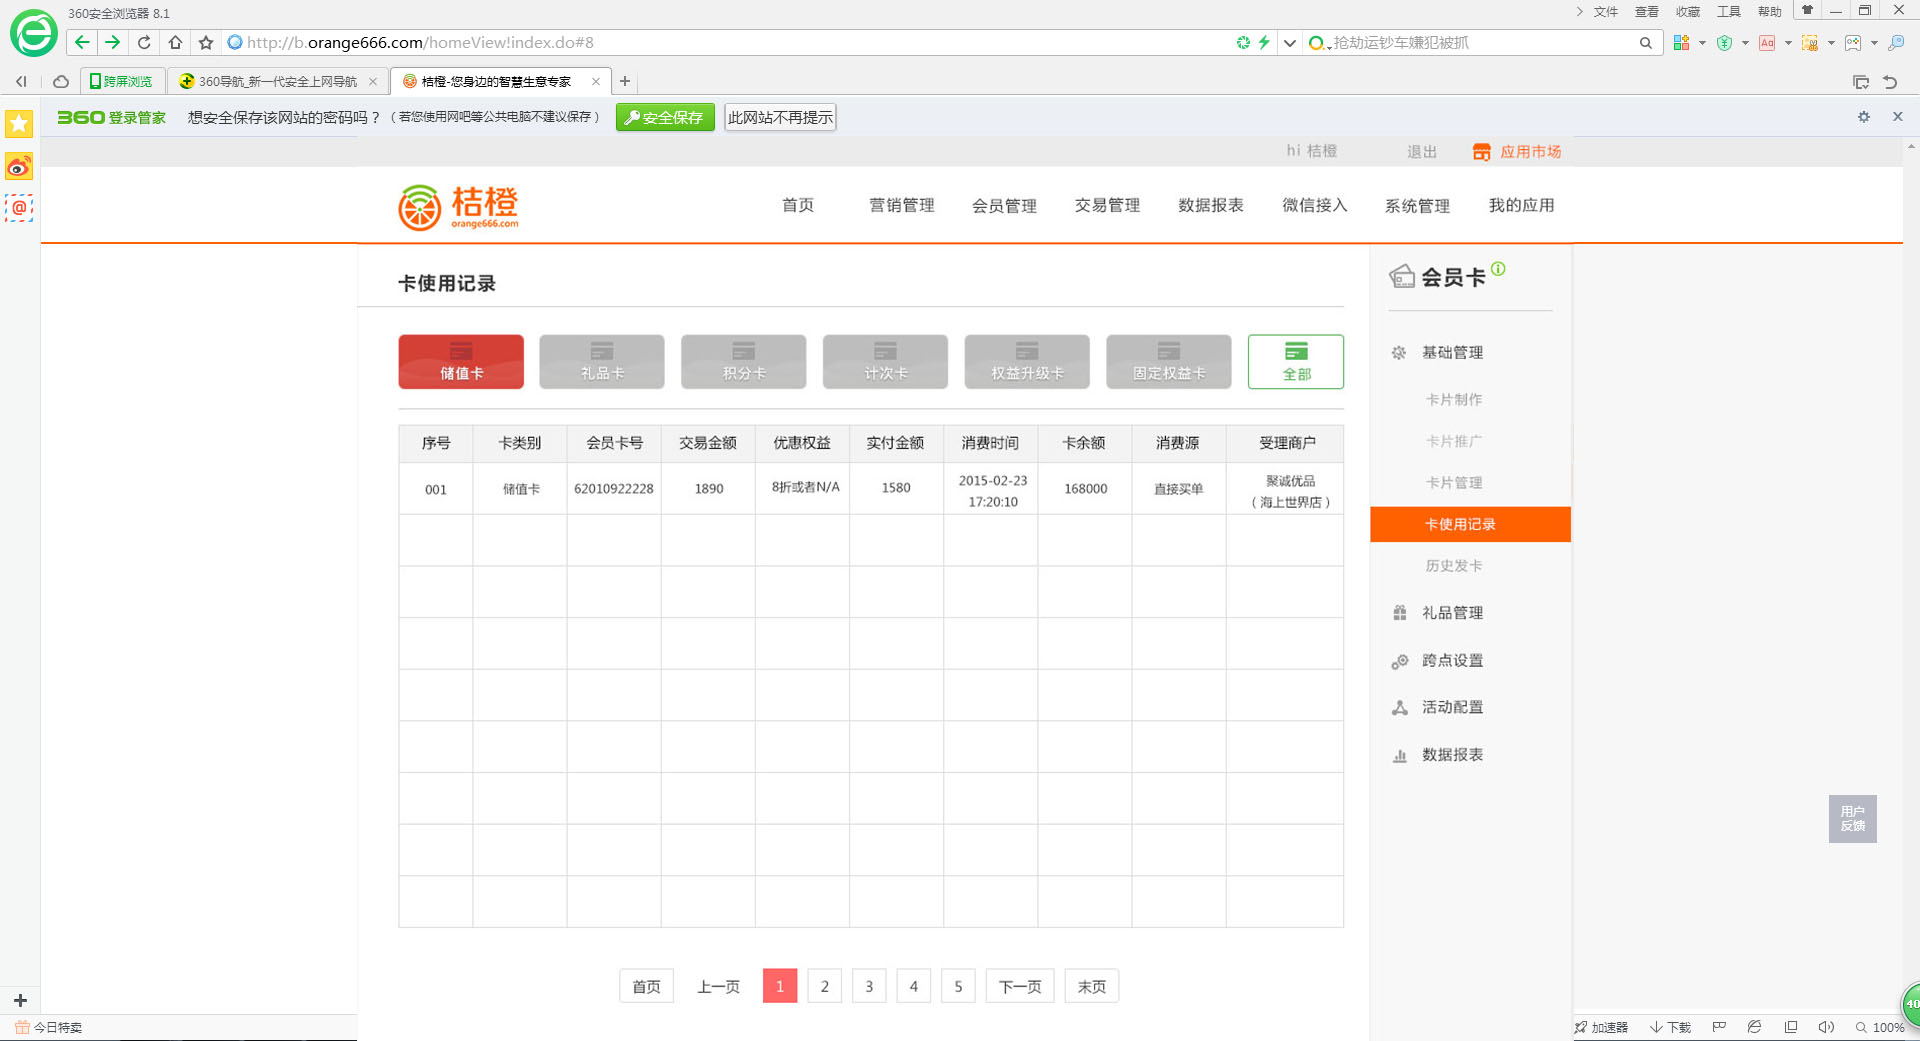 360安全浏览器 8.1
文件 查看 收藏 工具 帮助
http://b.orange666.com/homeView!index.do#8
抢劫运钞车嫌犯被抓
跨屏浏览
360导航_新一代安全上网导航
桔橙-您身边的智慧生意专家
360登录管家
想安全保存该网站的密码吗？（若您使用网吧等公共电脑不建议保存）
安全保存
此网站不再提示
hi 桔橙
退出
应用市场
桔橙
orange666.com
首页 营销管理 会员管理 交易管理 数据报表 微信接入 系统管理 我的应用
卡使用记录
储值卡 礼品卡 积分卡 计次卡 权益升级卡 固定权益卡 全部
序号 卡类别 会员卡号 交易金额 优惠权益 实付金额 消费时间 卡余额 消费源 受理商户
001 储值卡 62010922228 1890 8折或者N/A 1580 2015-02-23 17:20:10 168000 直接买单 聚诚优品（海上世界店）
首页 上一页 1 2 3 4 5 下一页 末页
会员卡
基础管理
卡片制作
卡片推广
卡片管理
卡使用记录
历史发卡
礼品管理
跨点设置
活动配置
数据报表
用户
反馈
40
今日特卖
加速器 下载 100%